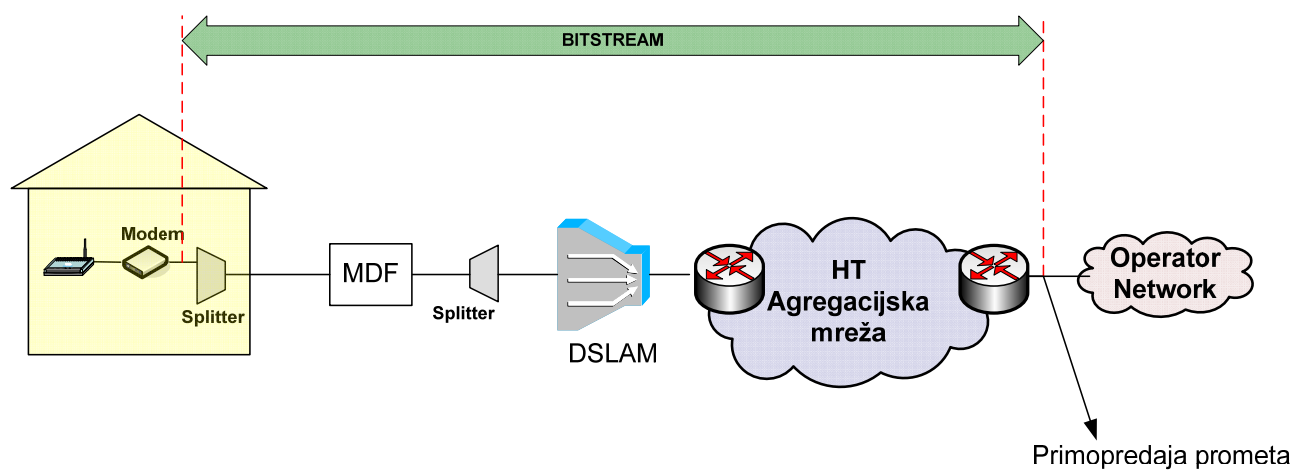 BITSTREAM
Modem
Splitter
MDF
Splitter
DSLAM
HT
Agregacijska
mreža
Operator
Network
Primopredaja prometa